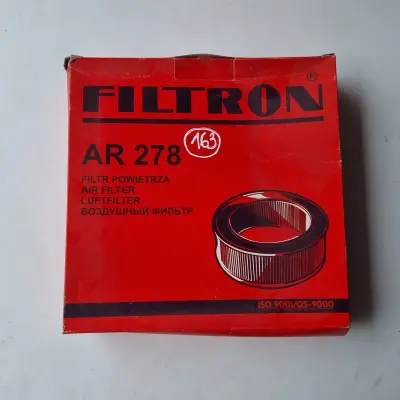 FILTRON®
163
AR 278
FILTR POWIETRZA
AIR FILTER
LUFTFILTER
ВОЗДУШНЫЙ ФИЛЬТР
ISO 9001/QS-9000